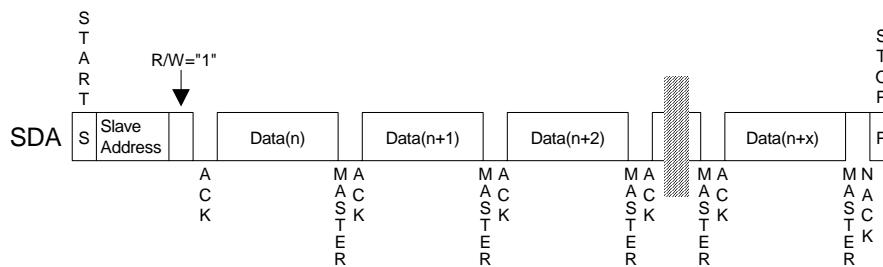 START
STOP
R/W="1"
SDA
S
Slave
Address
Data(n)
Data(n+1)
Data(n+2)
Data(n+x)
P
ACK
MASTER ACK
MASTER ACK
MASTER ACK
MASTER ACK
MASTER NACK